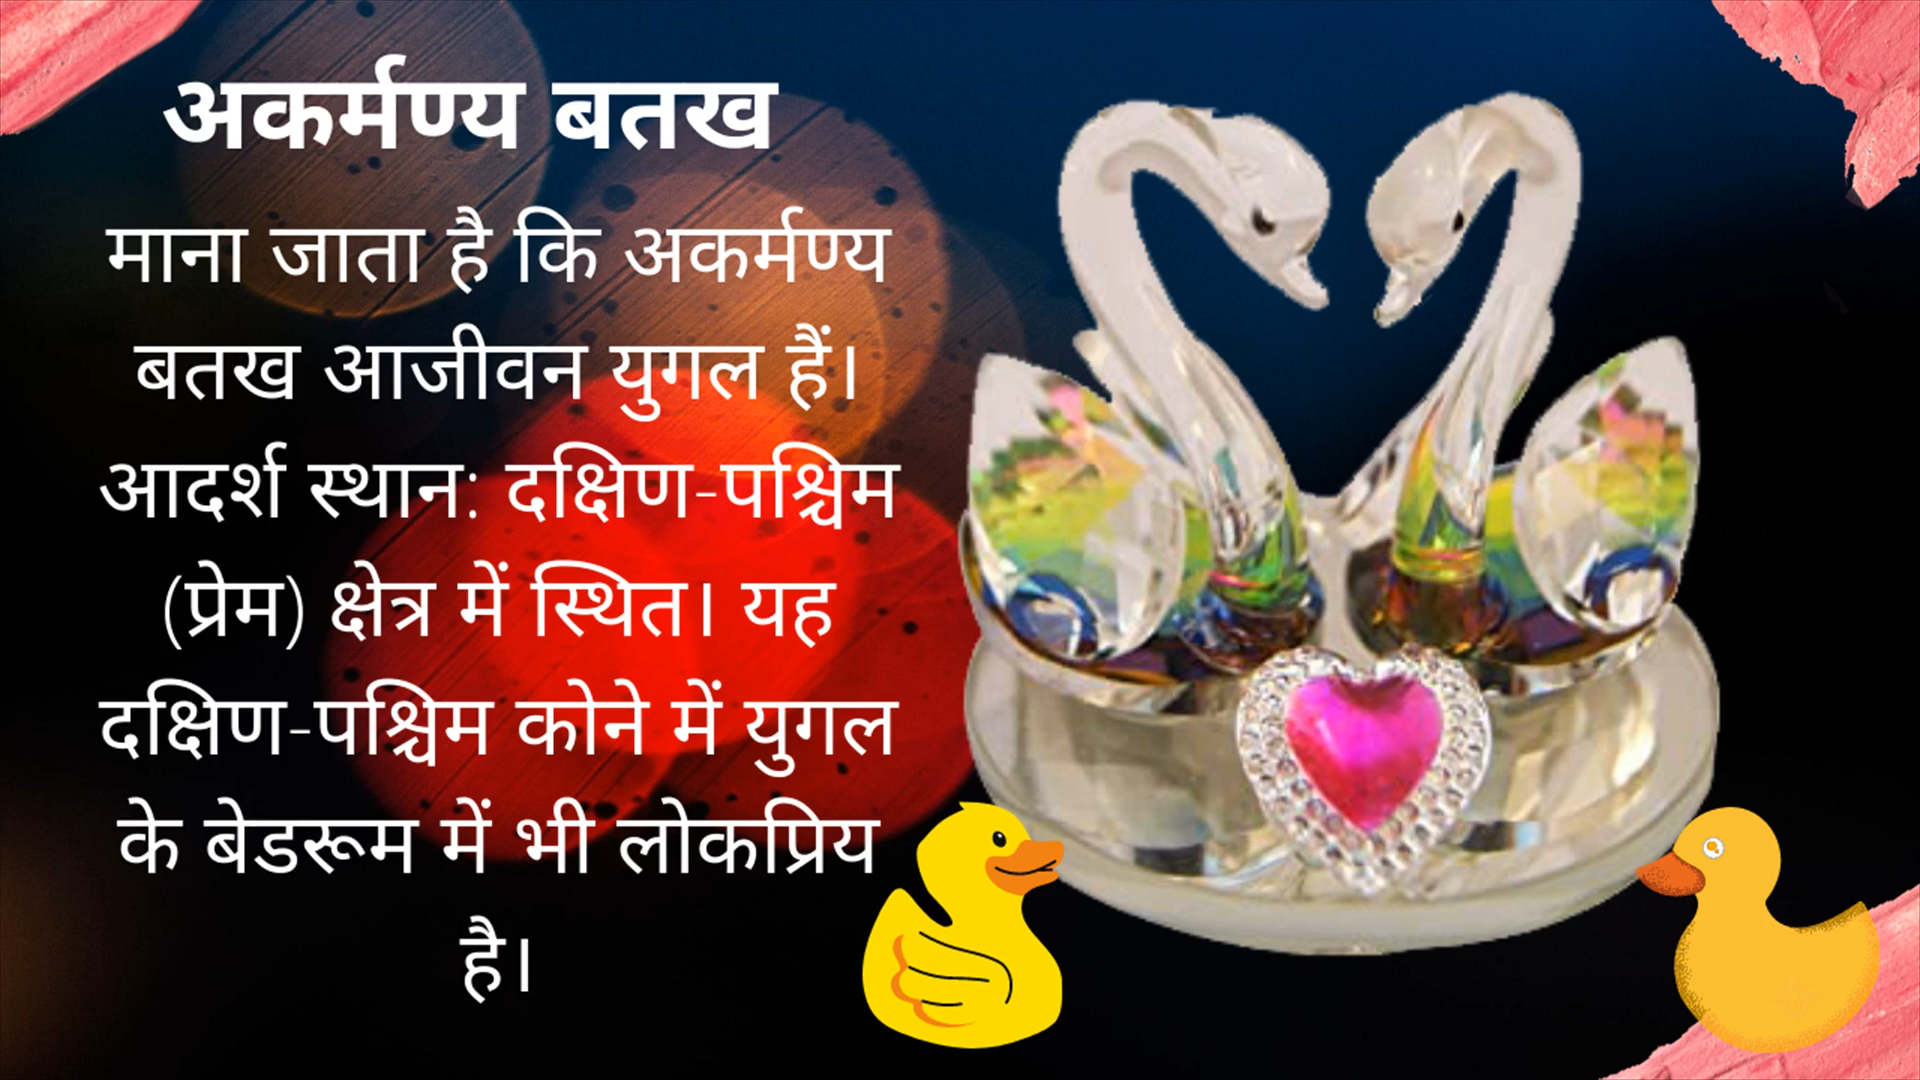 अकर्मण्य बतख
माना जाता है कि अकर्मण्य
बतख आजीवन युगल हैं।
आदर्श स्थान: दक्षिण-पश्चिम
(प्रेम) क्षेत्र में स्थित। यह
दक्षिण-पश्चिम कोने में युगल
के बेडरूम में भी लोकप्रिय
है।